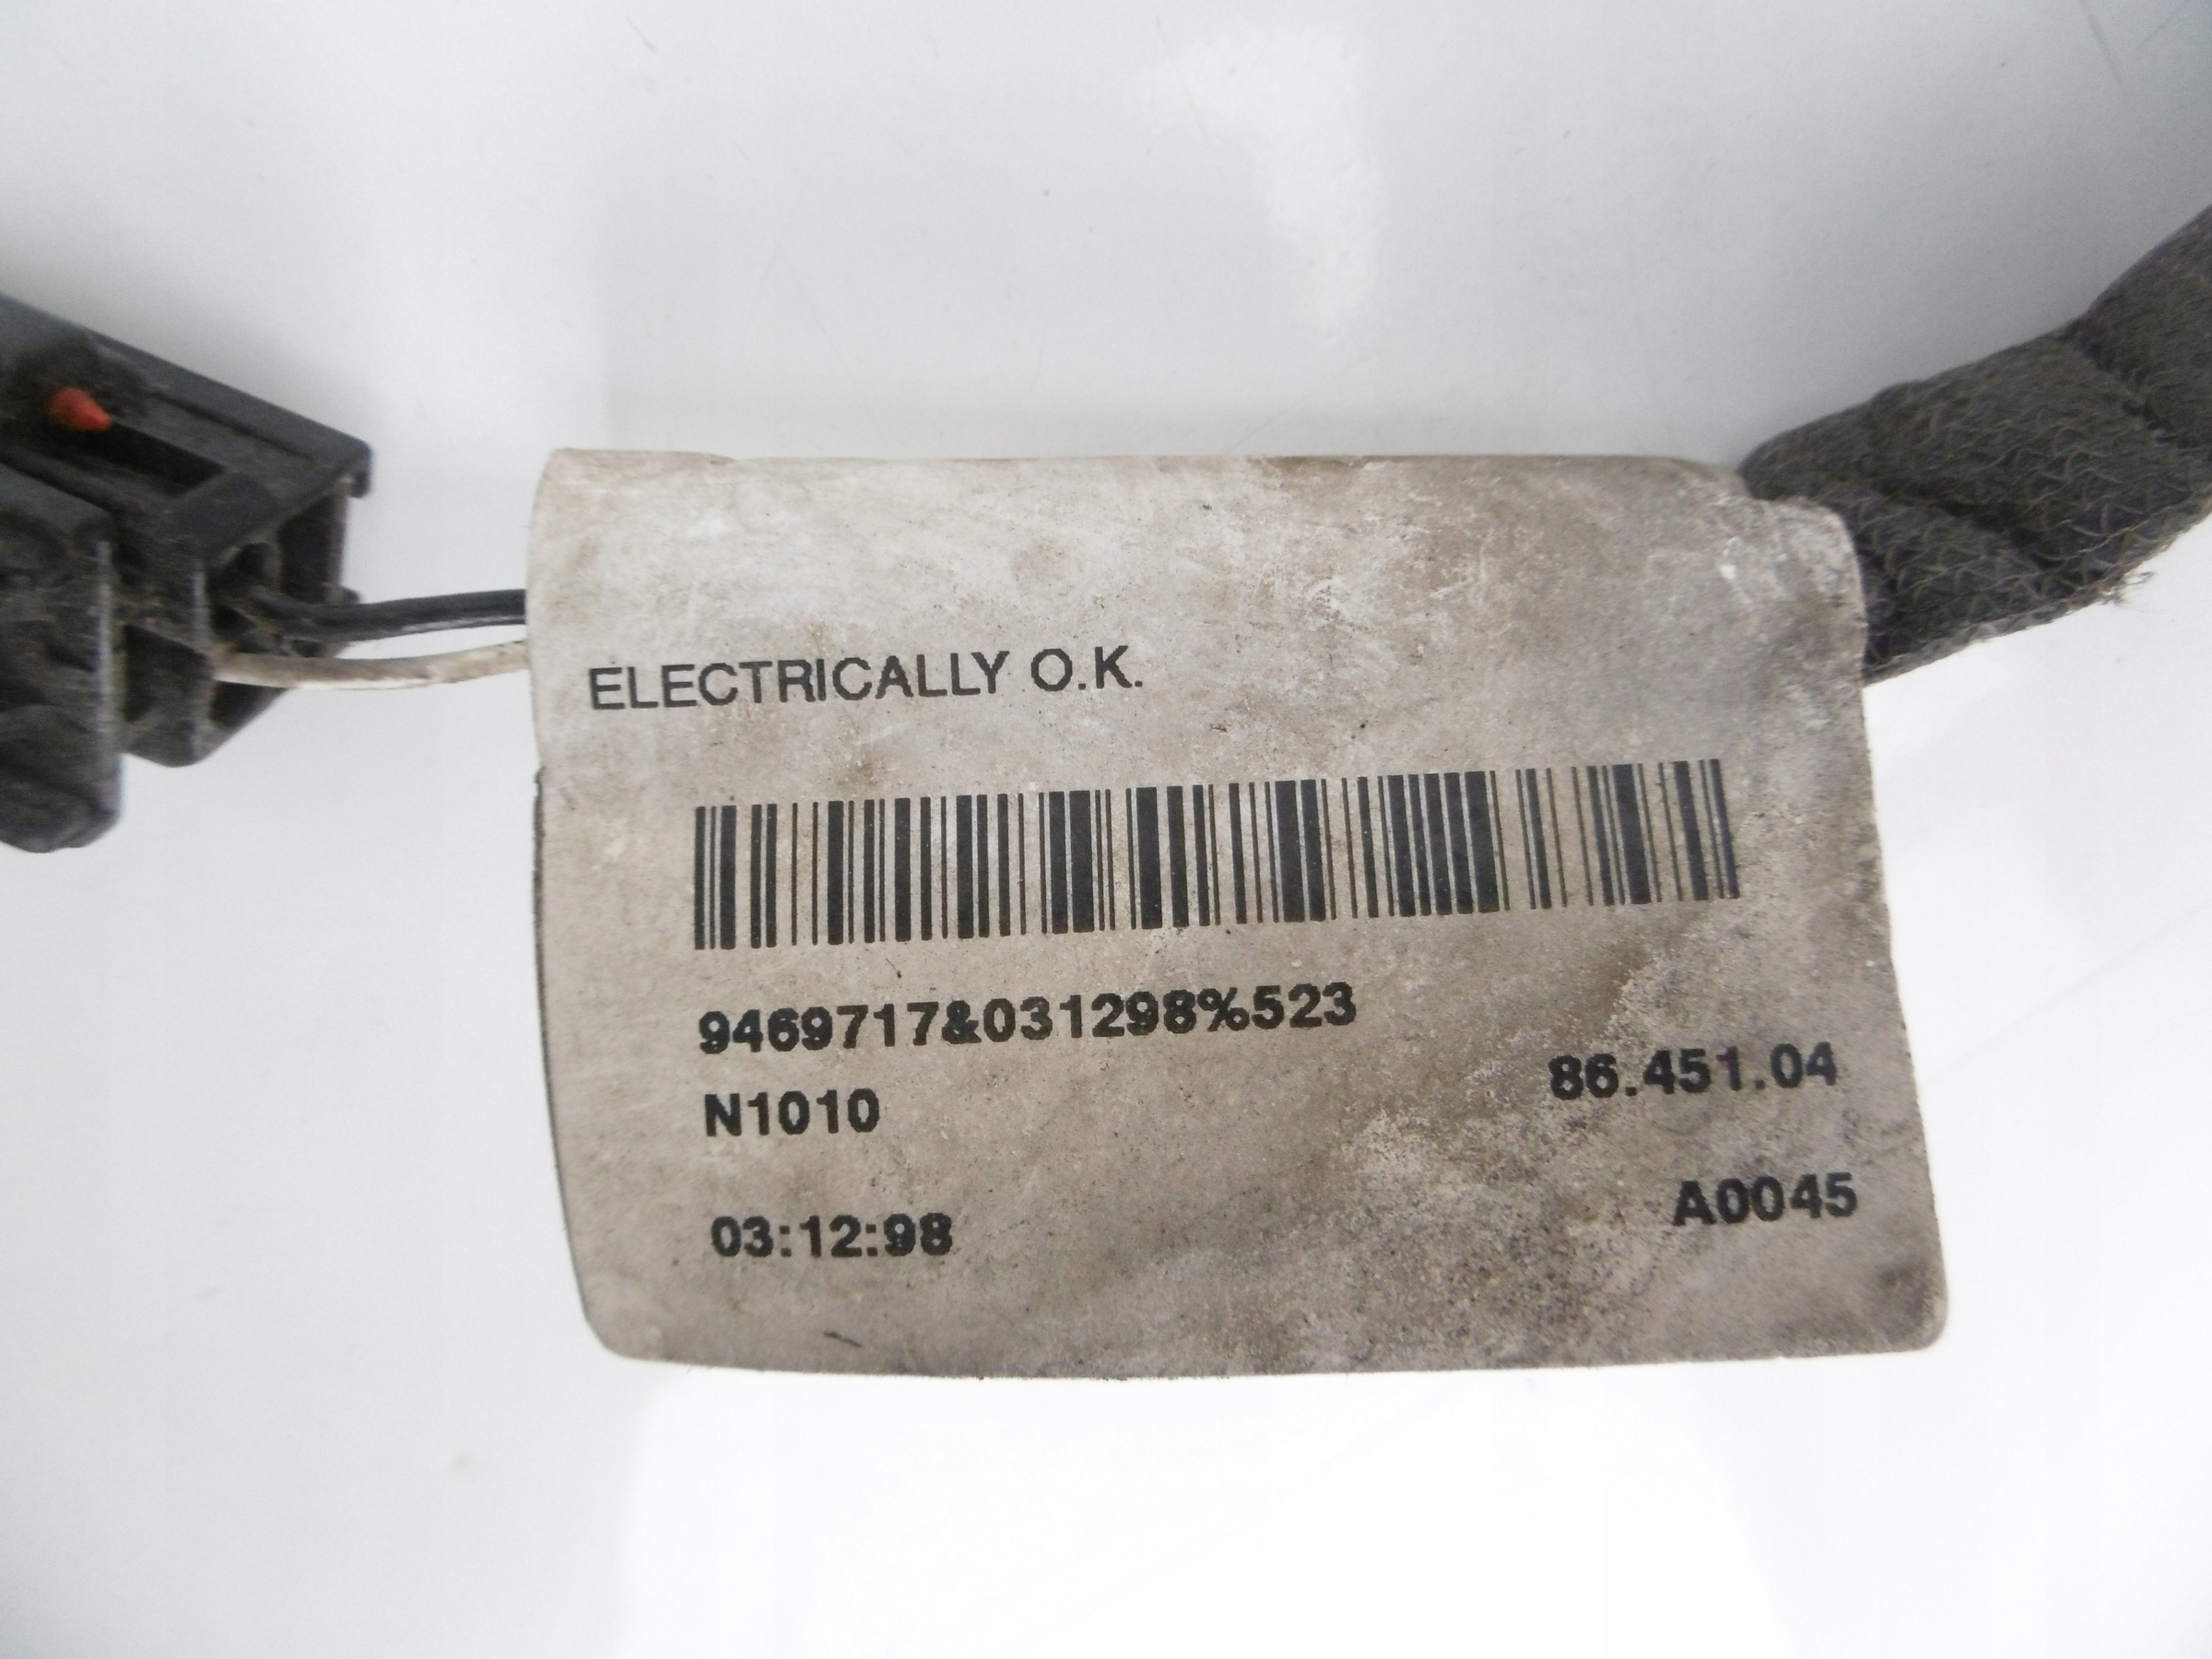 ELECTRICALLY O.K.
9469717&031298%523
86.451.04
N1010
A0045
03:12:98